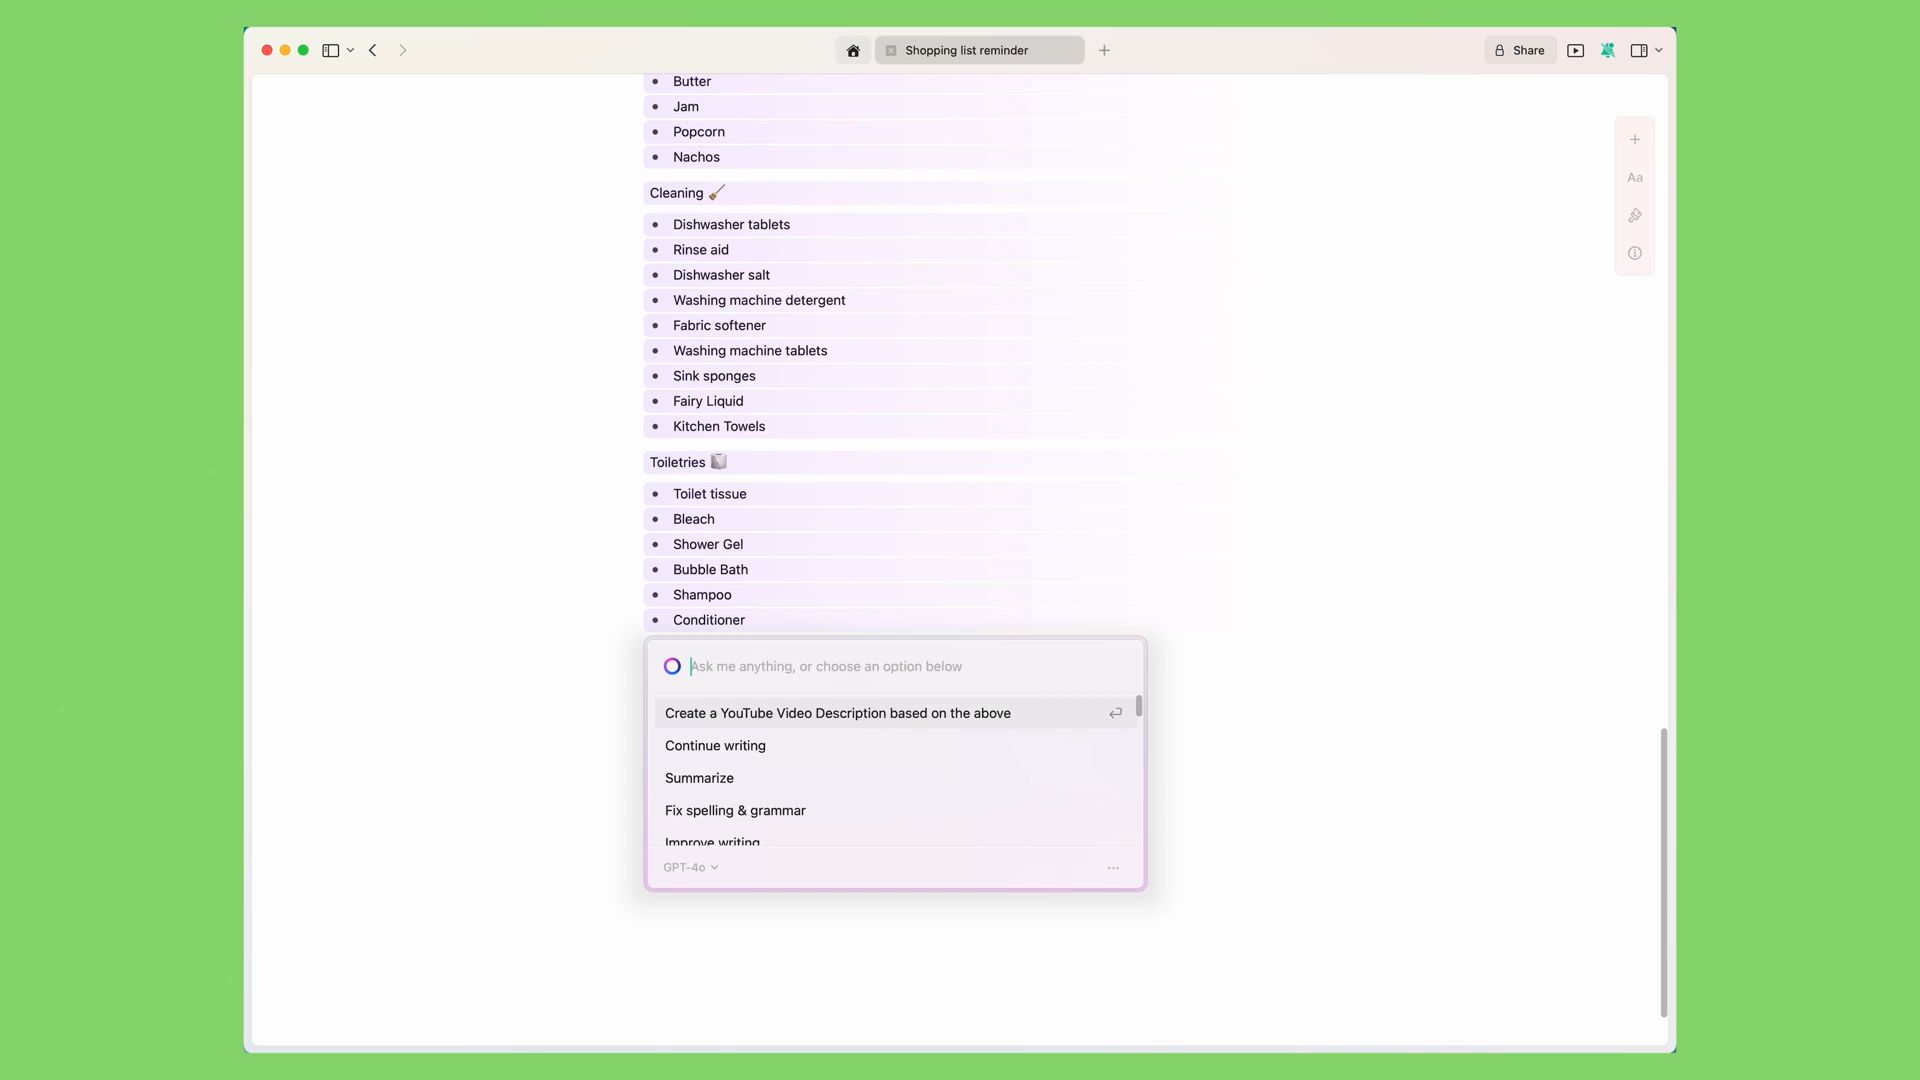 Shopping list reminder
Share
Butter
Jam
Popcorn
Nachos
Cleaning 🧹
Dishwasher tablets
Rinse aid
Dishwasher salt
Washing machine detergent
Fabric softener
Washing machine tablets
Sink sponges
Fairy Liquid
Kitchen Towels
Toiletries 🧻
Toilet tissue
Bleach
Shower Gel
Bubble Bath
Shampoo
Conditioner
Ask me anything, or choose an option below
Create a YouTube Video Description based on the above
Continue writing
Summarize
Fix spelling & grammar
Improve writing
GPT-4o
Aa